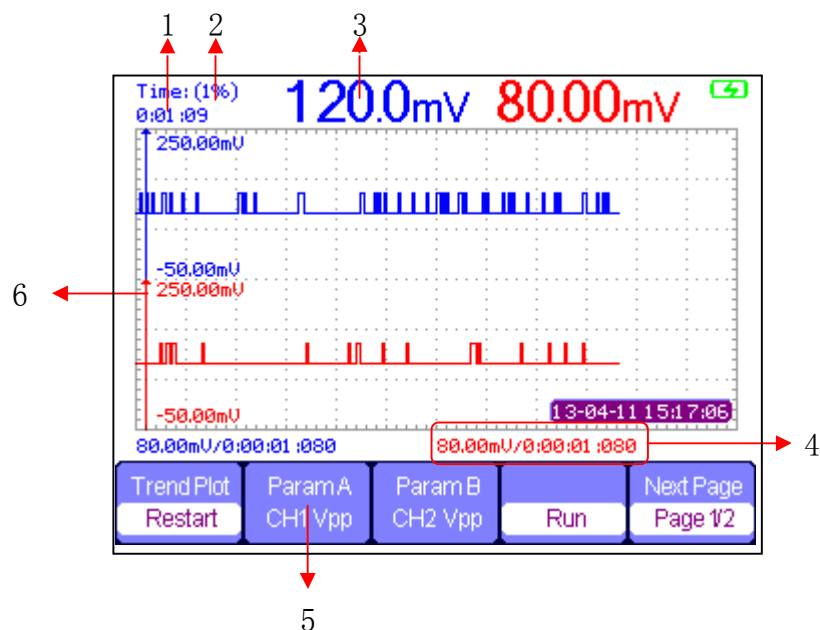 1 2 3
Time: (1%) 120.0mV 80.00mV
0:01:09
250.00mV
-50.00mV
6
250.00mV
-50.00mV
13-04-11 15:17:06
80.00mV/0:00:01:080 80.00mV/0:00:01:080
4
Trend Plot Param A Param B Next Page
Restart CH1 Vpp CH2 Vpp Run Page 1/2
5